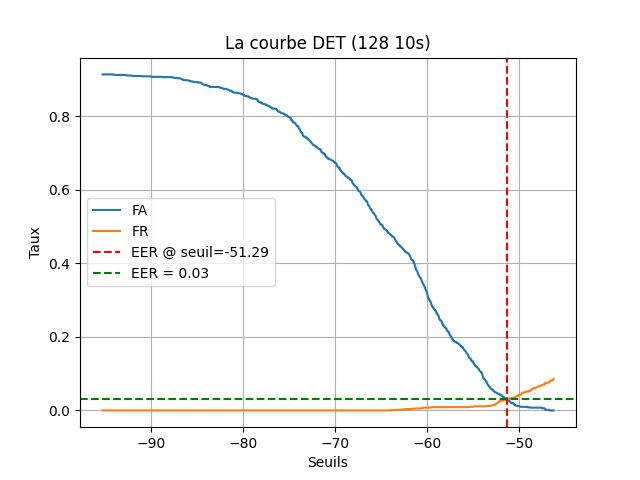 La courbe DET (128 10s)
Taux
0.8
0.6
0.4
0.2
0.0
FA
FR
EER @ seuil=-51.29
EER = 0.03
−90
−80
−70
−60
−50
Seuils